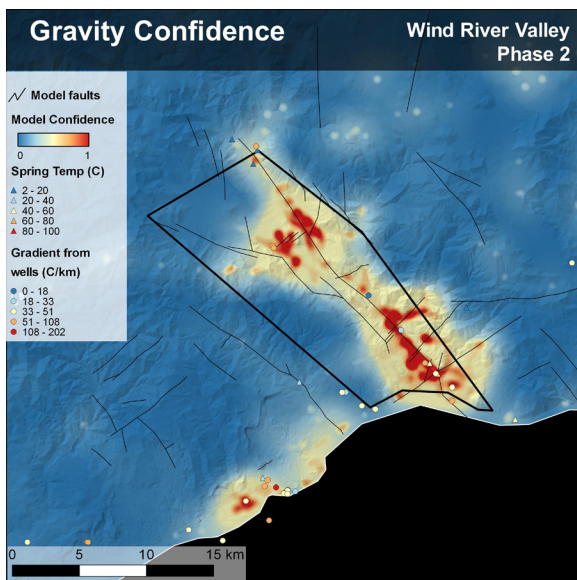 Gravity Confidence
Wind River Valley
Phase 2
Model faults
Model Confidence
0 1
Spring Temp (C)
2 - 20
20 - 40
40 - 60
60 - 80
80 - 100
Gradient from
wells (C/km)
0 - 18
18 - 33
33 - 51
51 - 108
108 - 202
0 5 10 15 km